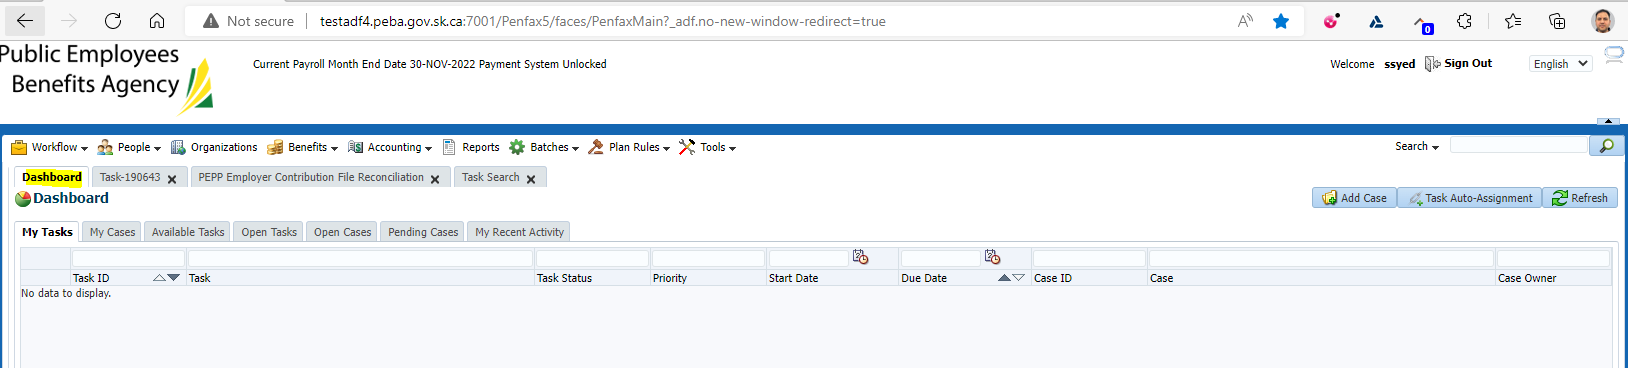 Not secure testadf4.peba.gov.sk.ca:7001/Penfax5/faces/PenfaxMain?_adf.no-new-window-redirect=true
0
Public Employees
Benefits Agency
Current Payroll Month End Date 30-NOV-2022 Payment System Unlocked
Welcome ssyed Sign Out English
Workflow People Organizations Benefits Accounting Reports Batches Plan Rules Tools Search
Dashboard Task-190643 PEPP Employer Contribution File Reconciliation Task Search
Dashboard Add Case Task Auto-Assignment Refresh
My Tasks My Cases Available Tasks Open Tasks Open Cases Pending Cases My Recent Activity
Task ID Task Task Status Priority Start Date Due Date Case ID Case Case Owner
No data to display.